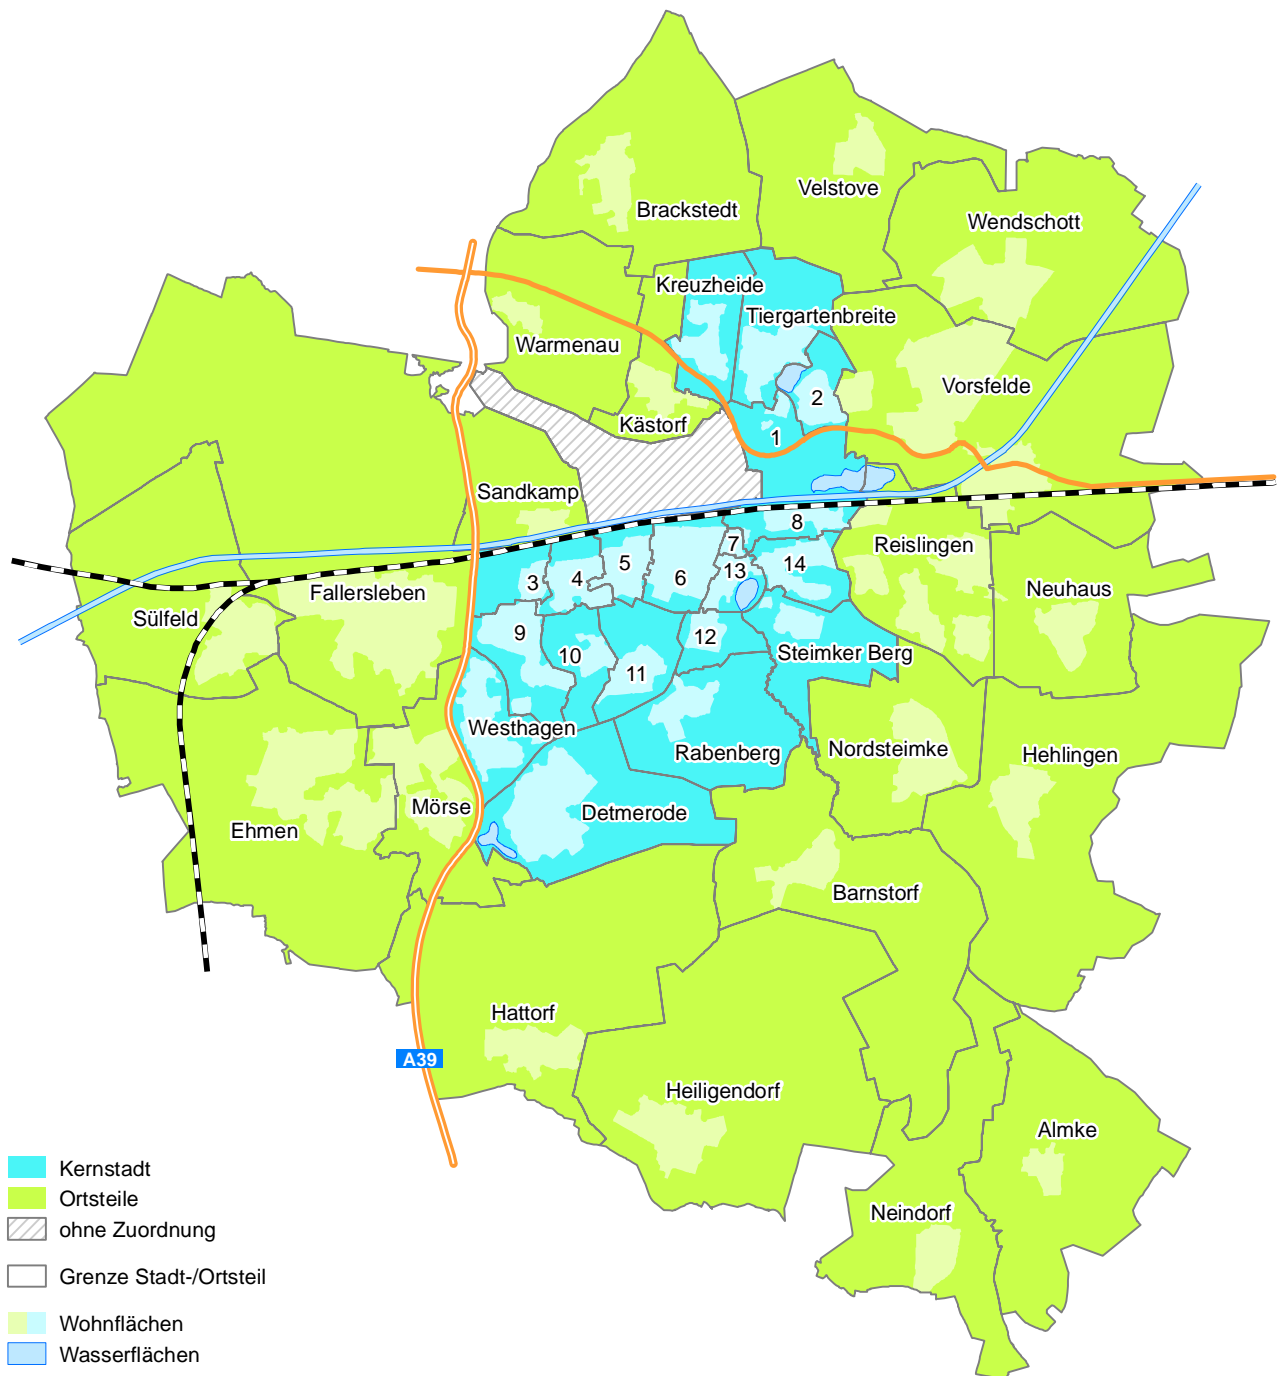 Velstove
Brackstedt
Wendschott
Kreuzheide
Tiergartenbreite
Warmenau
Vorsfelde
2
Kästorf
1
Sandkamp
8
7
Reislingen
5
14
13
3
4
6
Fallersleben
Neuhaus
Sülfeld
9
12
10
Steimker Berg
11
Westhagen
Nordsteimke
Rabenberg
Hehlingen
Mörse
Detmerode
Ehmen
Barnstorf
Hattorf
A39
Heiligendorf
Almke
Neindorf
Kernstadt
Ortsteile
ohne Zuordnung
Grenze Stadt-/Ortsteil
Wohnflächen
Wasserflächen